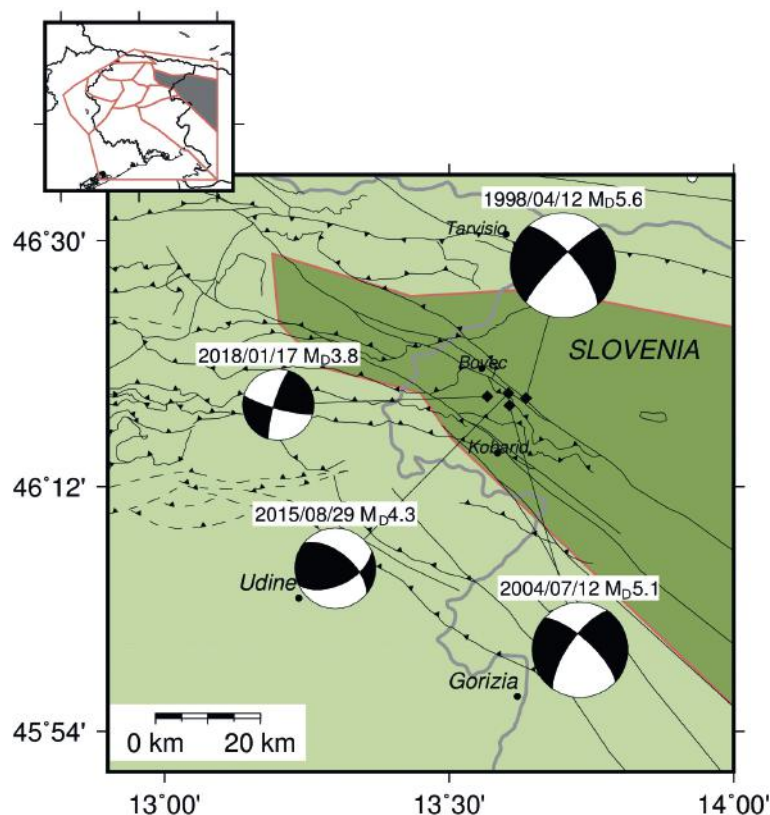 1998/04/12 MD5.6
Tarvisio
46°30'
SLOVENIA
2018/01/17 MD3.8
Bovec
Kobarid
46°12'
2015/08/29 MD4.3
Udine
2004/07/12 MD5.1
Gorizia
45°54'
0 km 20 km
13°00' 13°30' 14°00'